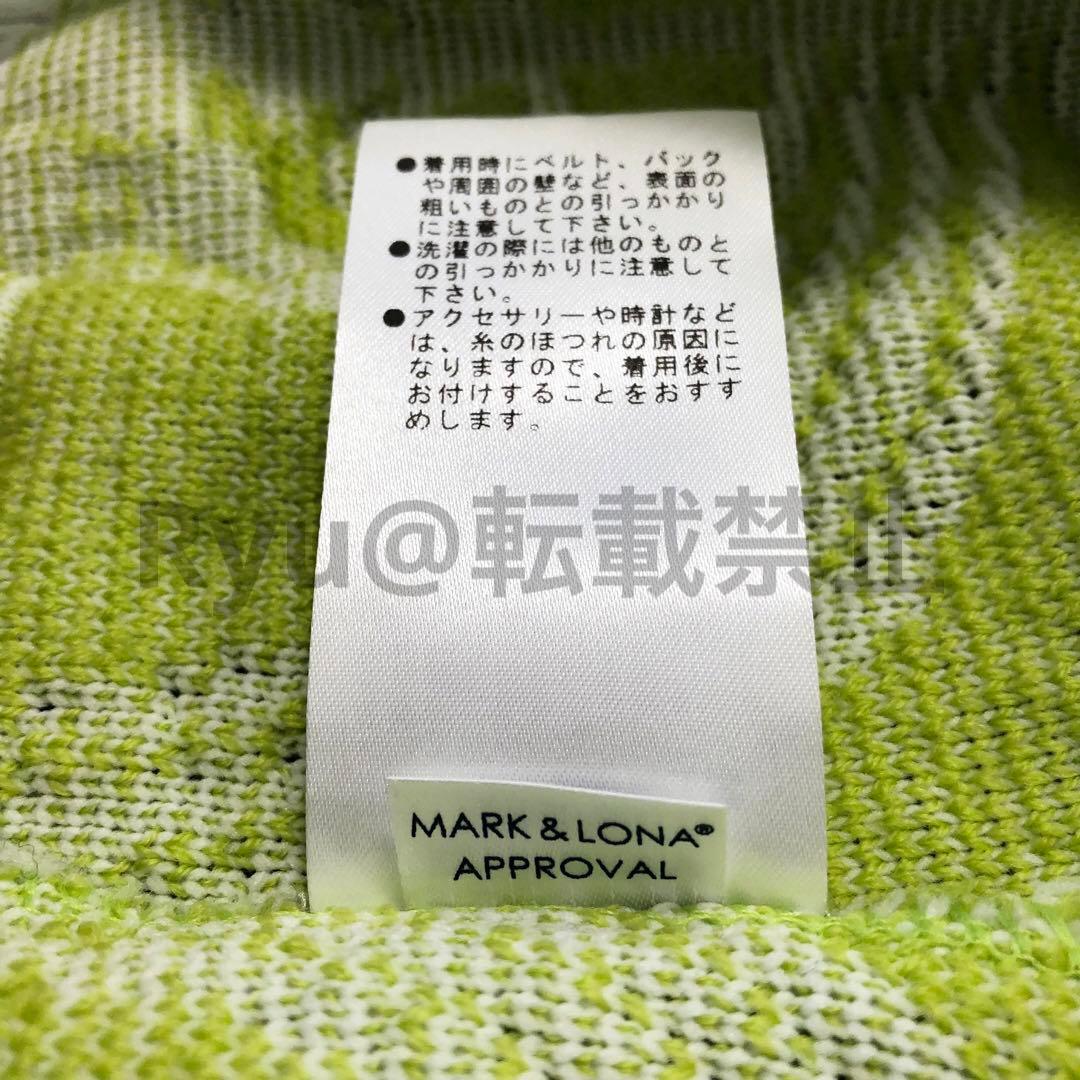 ●着用時にベルト、バック
や周囲の壁など、表面の
粗いものとの引っかかり
に注意して下さい。
●洗濯の際には他のものと
の引っかかりに注意して
下さい。
●アクセサリーや時計など
は、糸のほつれの原因に
なりますので、着用後に
お付けすることをおすす
めします。
Ryu@転載禁止
MARK & LONA®
APPROVAL